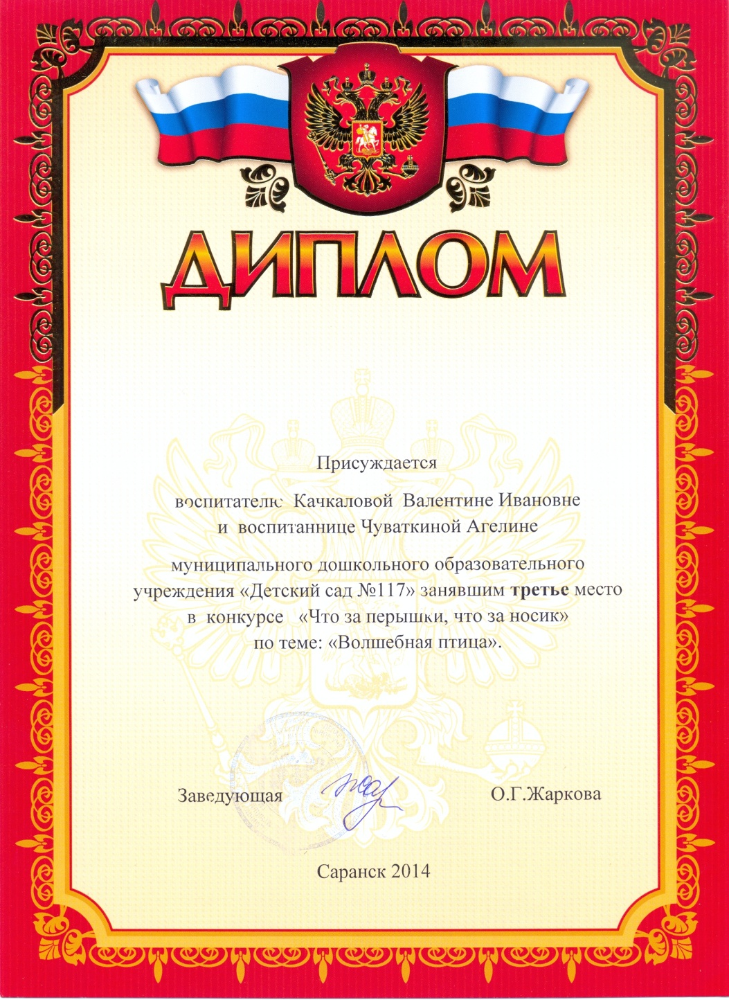 ДИПЛОМ
Присуждается
воспитателю Качкаловой Валентине Ивановне
и воспитаннице Чуваткиной Агелине
муниципального дошкольного образовательного
учреждения «Детский сад №117» занявшим третье место
в конкурсе «Что за перышки, что за носик»
по теме: «Волшебная птица».
Заведующая О.Г.Жаркова
Саранск 2014